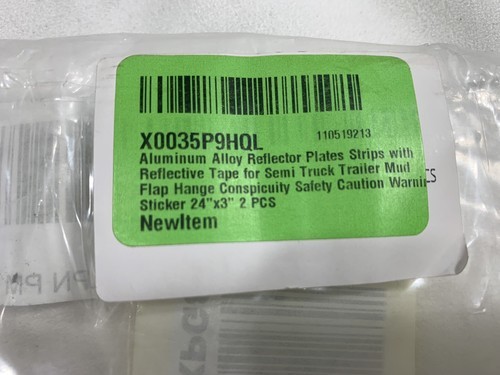 X0035P9HQL 110519213
Aluminum Alloy Reflector Plates Strips with
Reflective Tape for Semi Truck Trailer Mud
Flap Hange Conspicuity Safety Caution Warni
Sticker 24"x3" 2 PCS
NewItem
CS